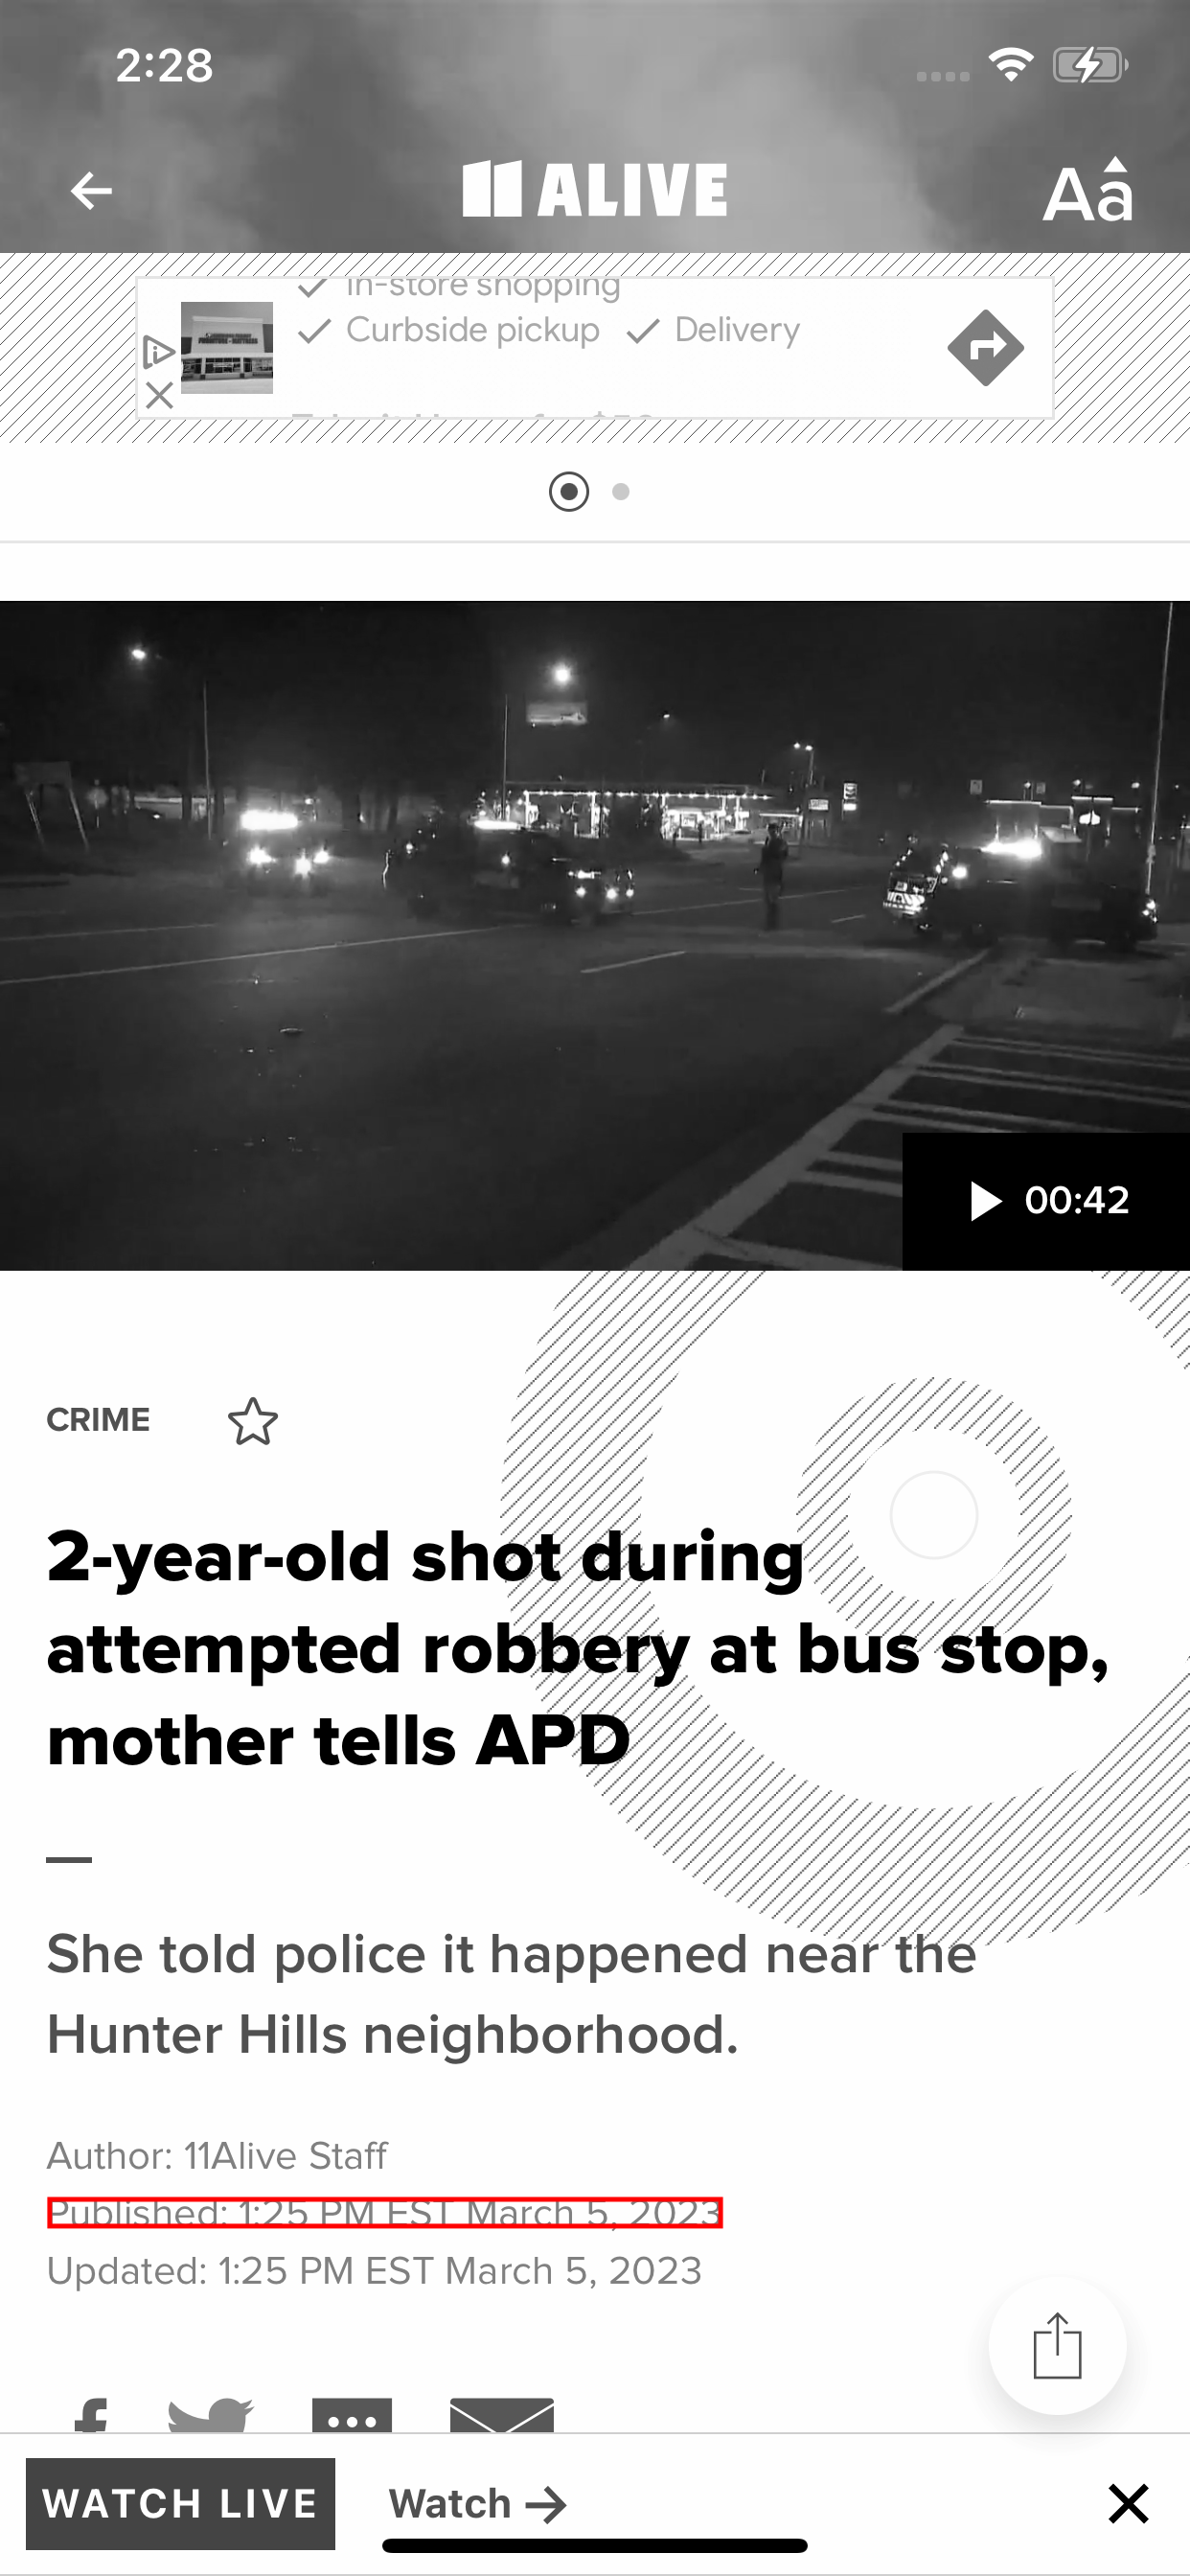 2:28
11 ALIVE
Aa
In-store shopping
Curbside pickup Delivery
00:42
CRIME
2-year-old shot during
attempted robbery at bus stop,
mother tells APD
She told police it happened near the
Hunter Hills neighborhood.
Author: 11Alive Staff
Published: 1:25 PM EST March 5, 2023
Updated: 1:25 PM EST March 5, 2023
WATCH LIVE Watch →